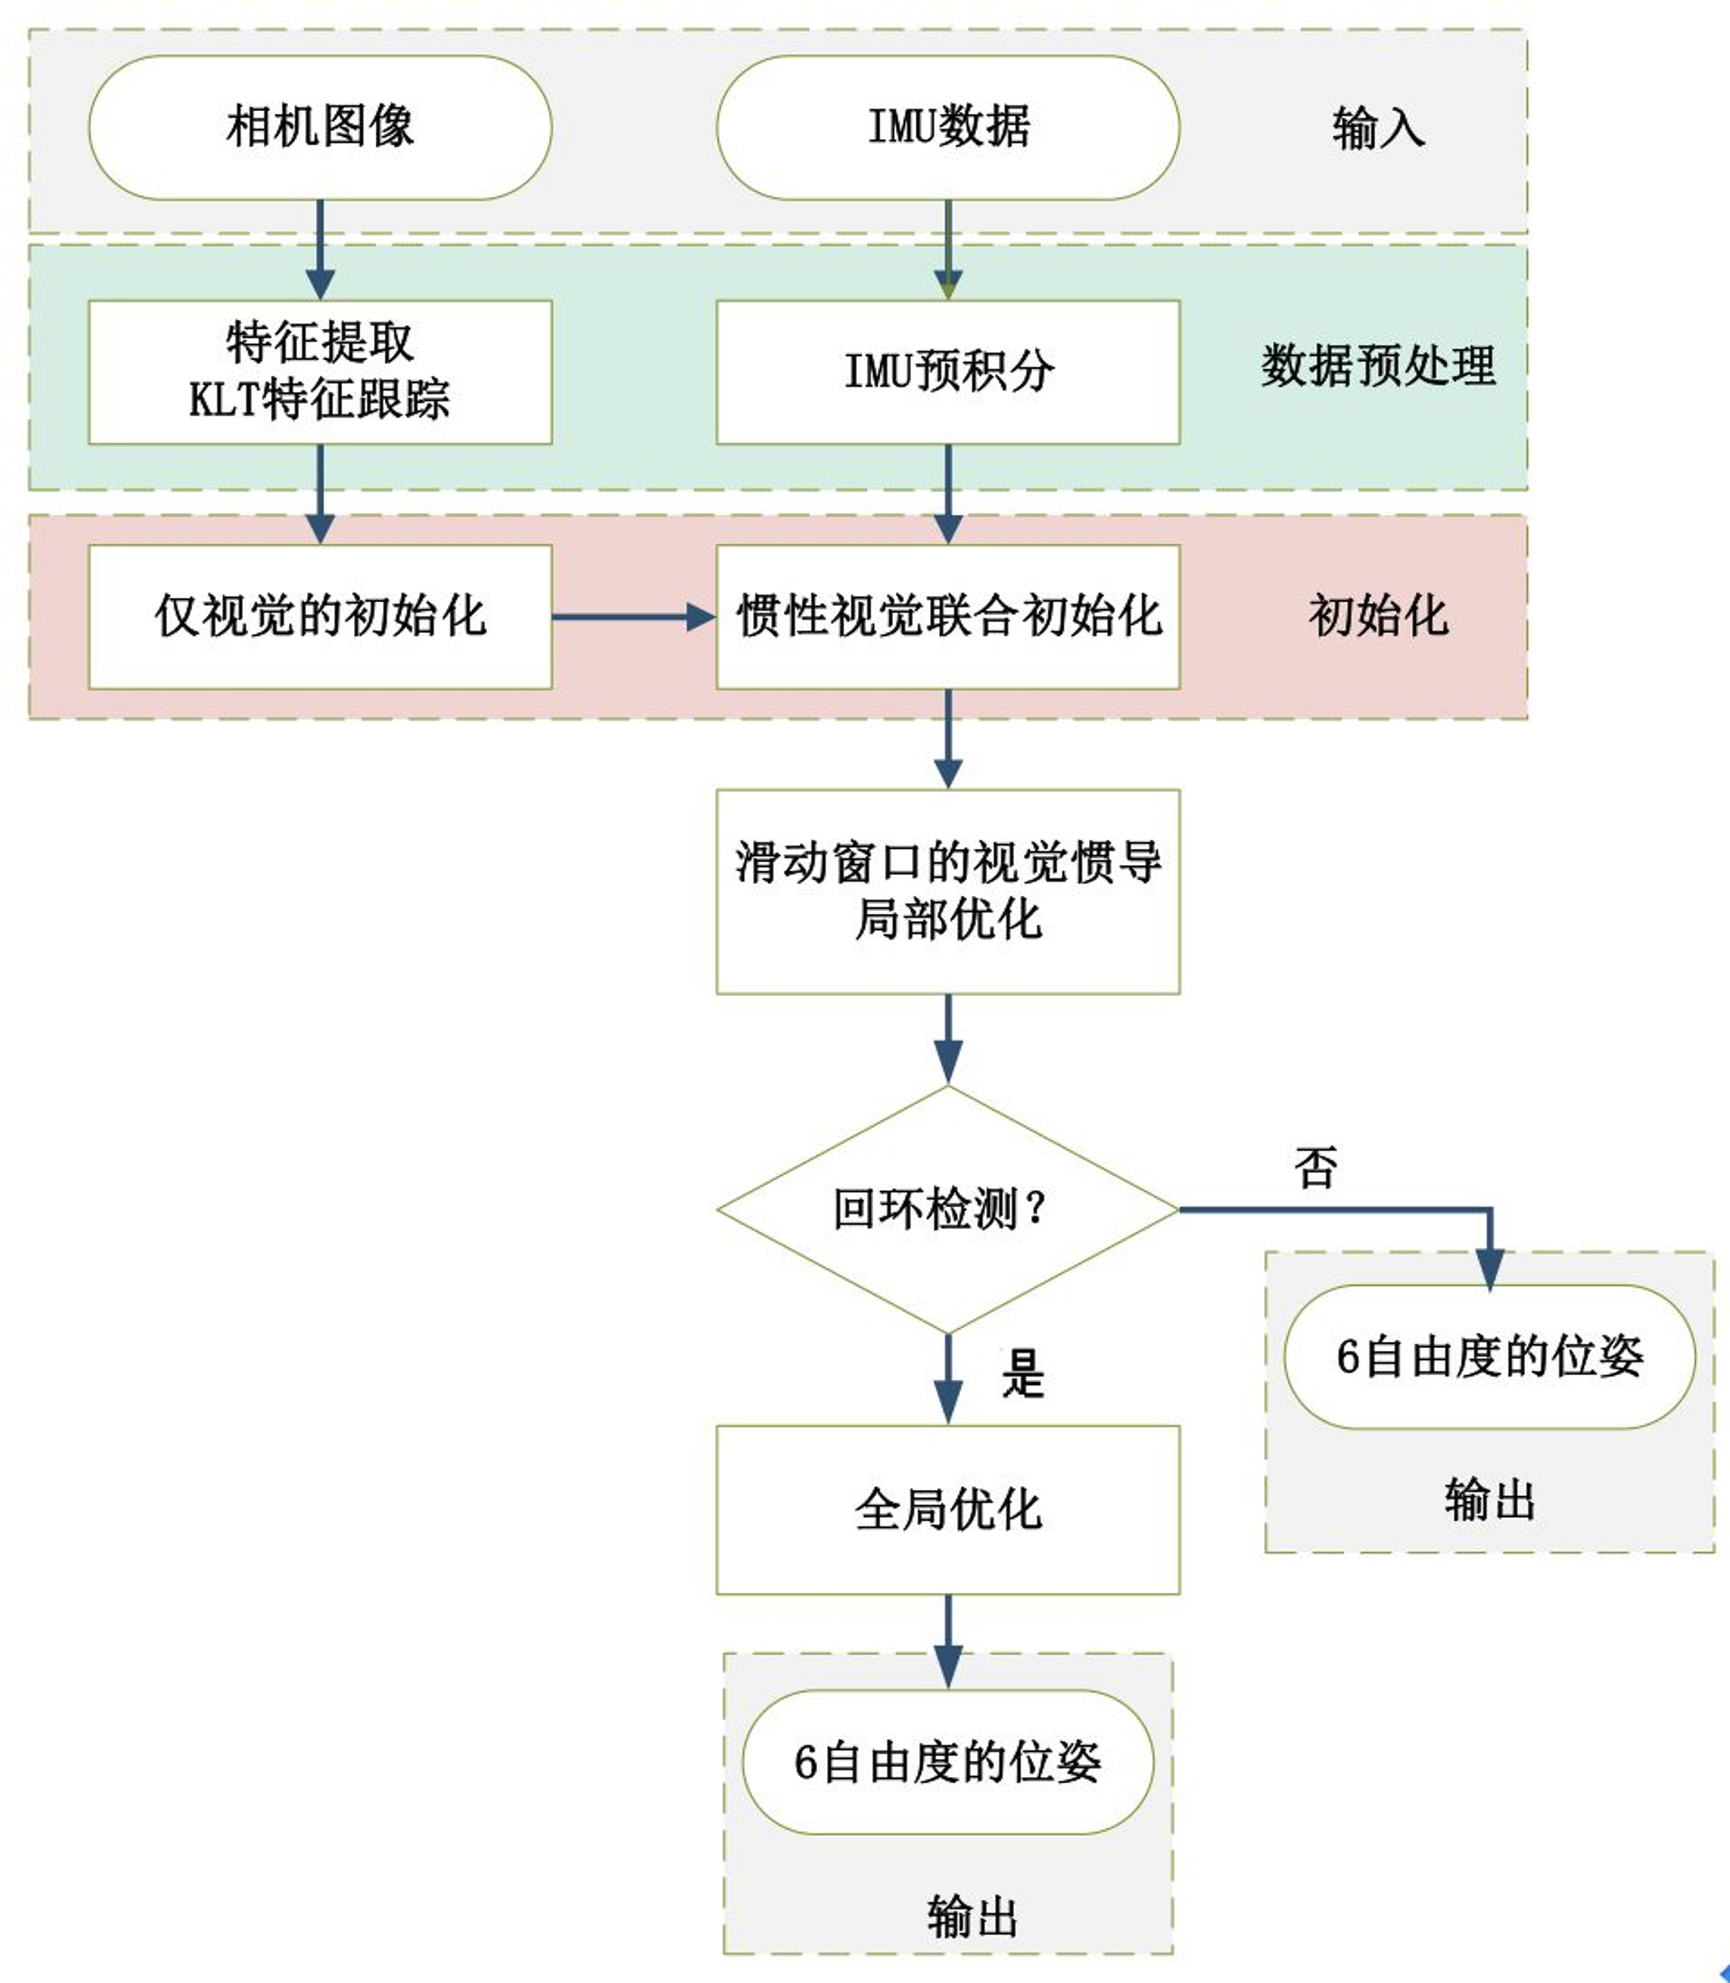 相机图像
IMU数据
输入
特征提取
KLT特征跟踪
IMU预积分
数据预处理
仅视觉的初始化
惯性视觉联合初始化
初始化
滑动窗口的视觉惯导
局部优化
回环检测？
否
是
6自由度的位姿
输出
全局优化
6自由度的位姿
输出